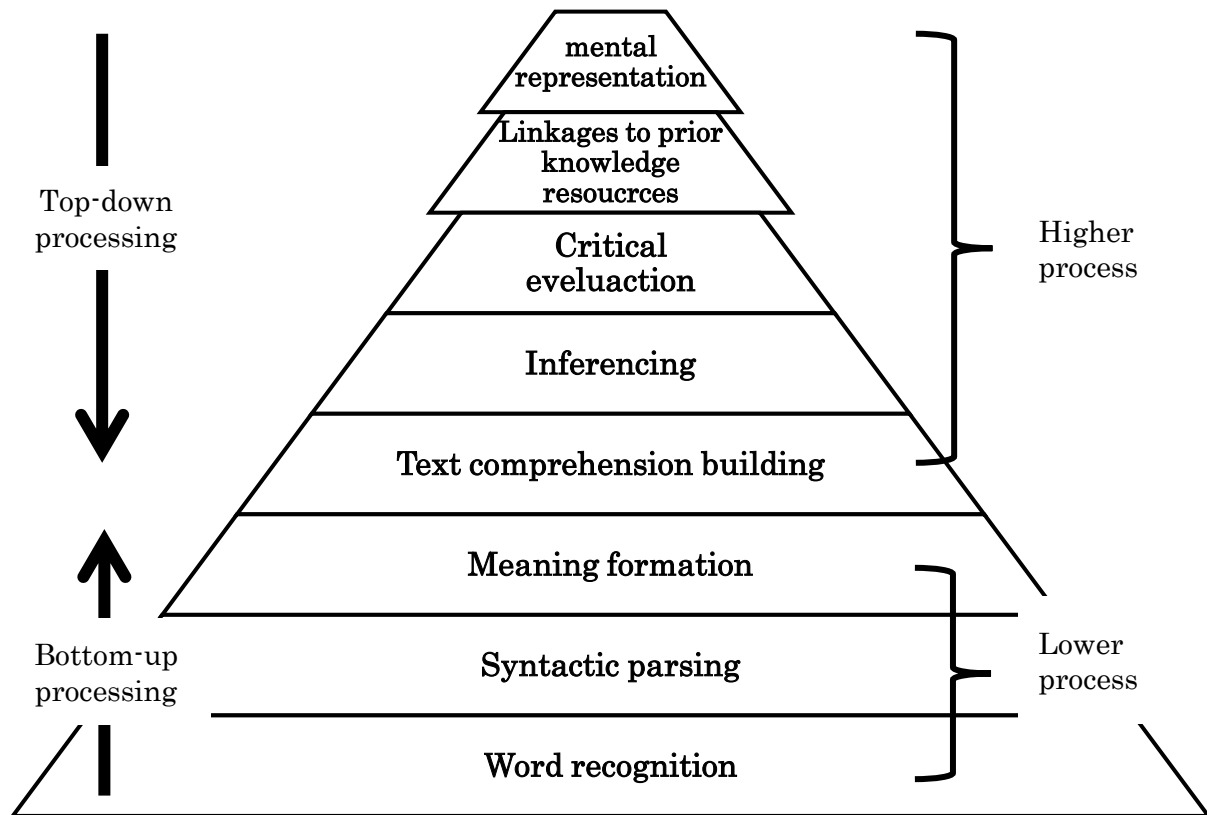 mental
representation
Linkages to prior
knowledge
resoucrces
Top-down
processing
Critical
eveluaction
Higher
process
Inferencing
Text comprehension building
Meaning formation
Bottom-up
processing
Syntactic parsing
Lower
process
Word recognition